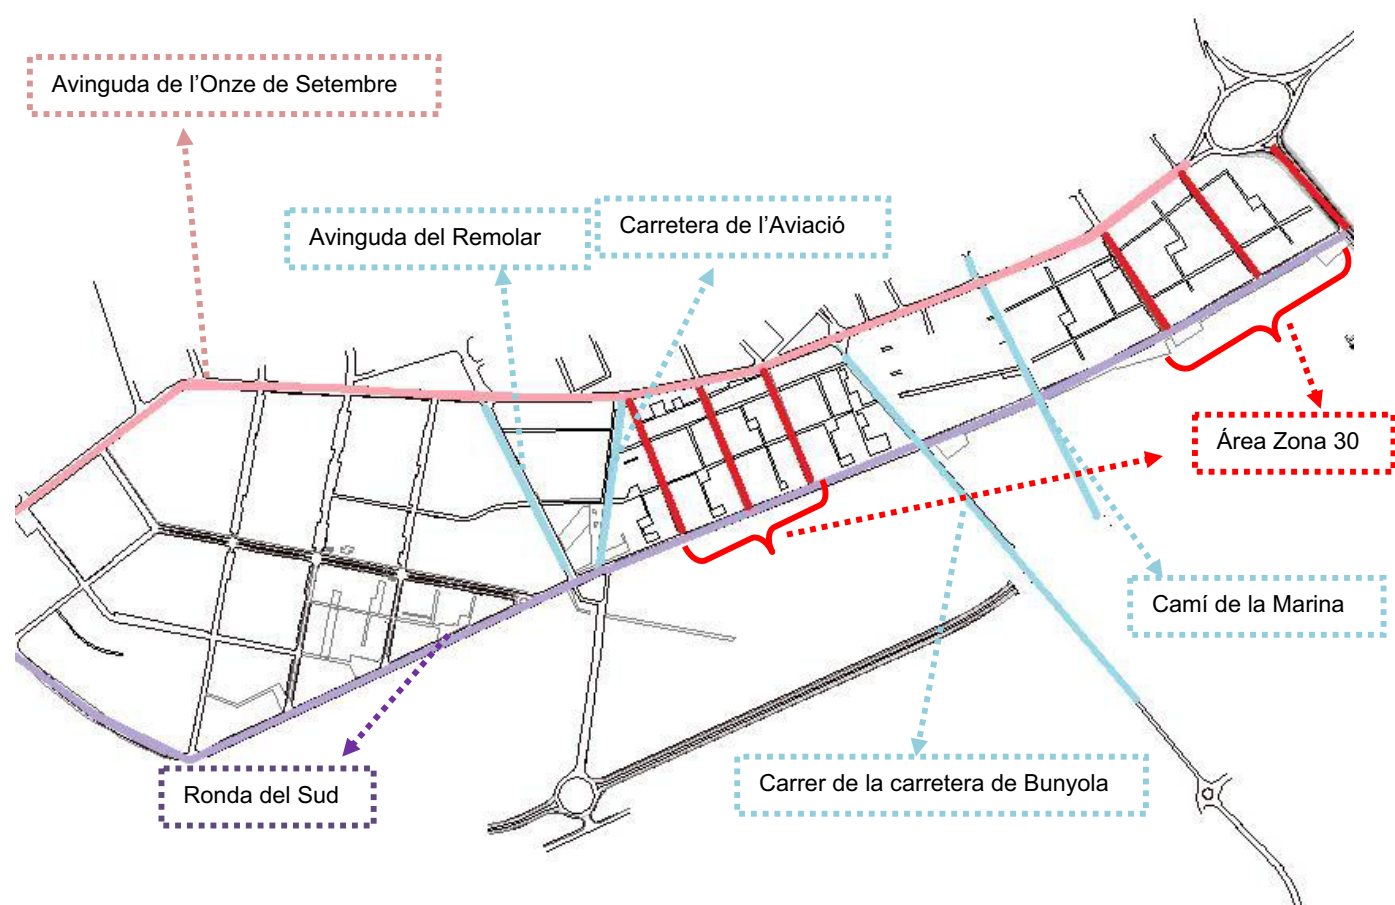 Avinguda de l’Onze de Setembre
Avinguda del Remolar
Carretera de l’Aviació
Área Zona 30
Camí de la Marina
Carrer de la carretera de Bunyola
Ronda del Sud